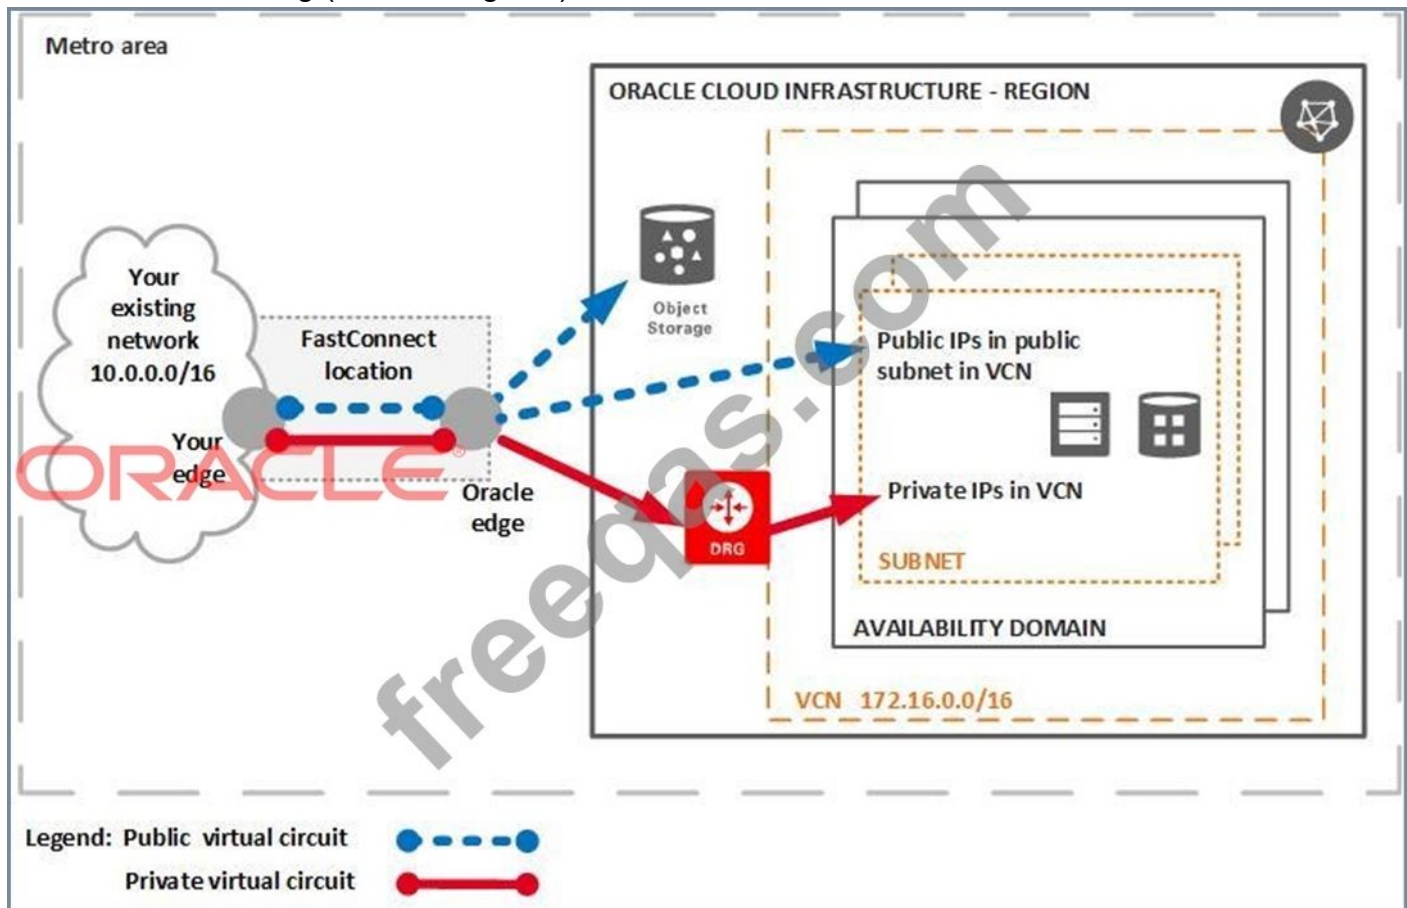 Metro area
ORACLE CLOUD INFRASTRUCTURE - REGION
Your
existing
network
10.0.0.0/16
FastConnect
location
Object
Storage
Public IPs in public
subnet in VCN
Your
edge
ORACLE®
Oracle
edge
DRG
Private IPs in VCN
SUBNET
AVAILABILITY DOMAIN
VCN 172.16.0.0/16
freeqas.com
Legend: Public virtual circuit
Private virtual circuit